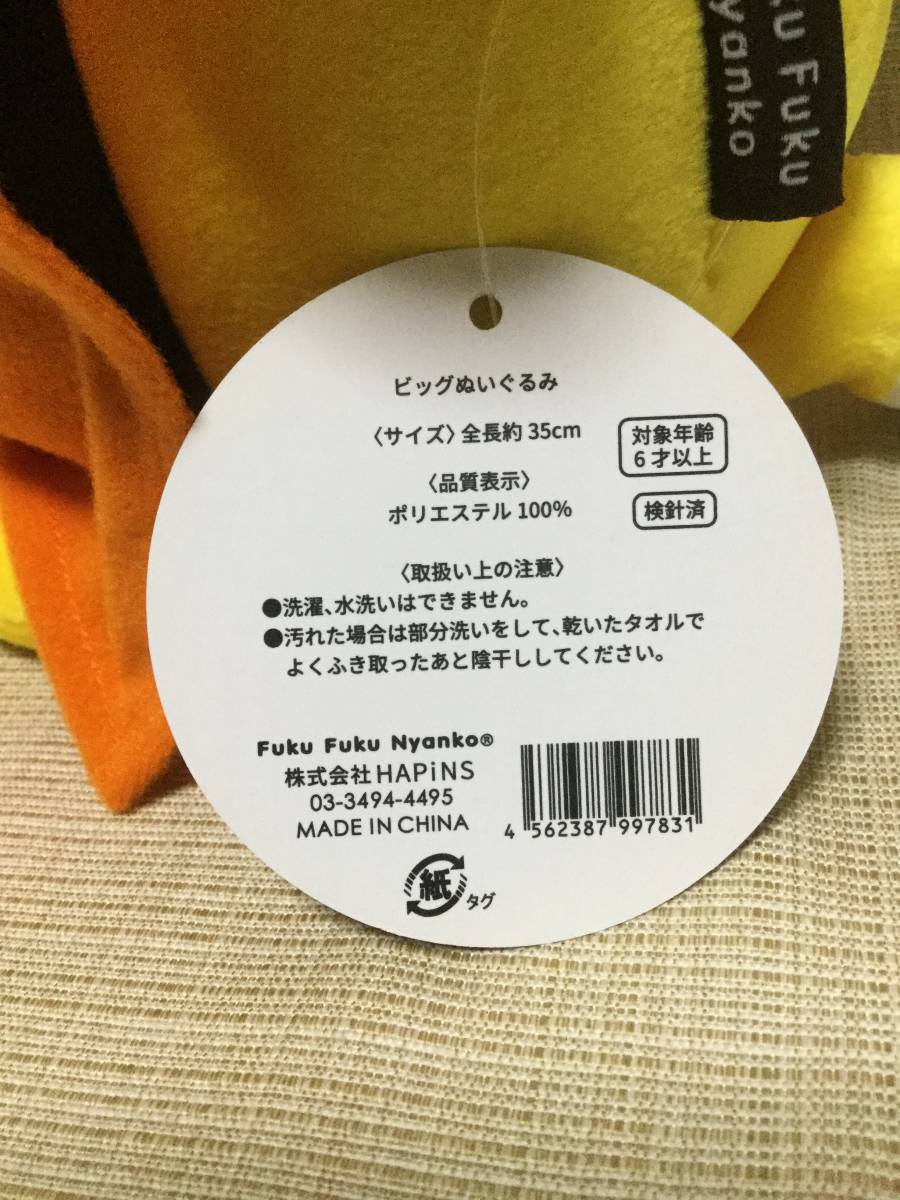 Fuku
yanko
ビッグぬいぐるみ
〈サイズ〉全長約 35cm
対象年齢
6才以上
〈品質表示〉
ポリエステル 100%
検針済
〈取扱い上の注意〉
●洗濯、水洗いはできません。
●汚れた場合は部分洗いをして、乾いたタオルで
よくふき取ったあと陰干ししてください。
Fuku Fuku Nyanko®
株式会社HAPiNS
03-3494-4495
MADE IN CHINA
4 562387 997831
紙
タグ